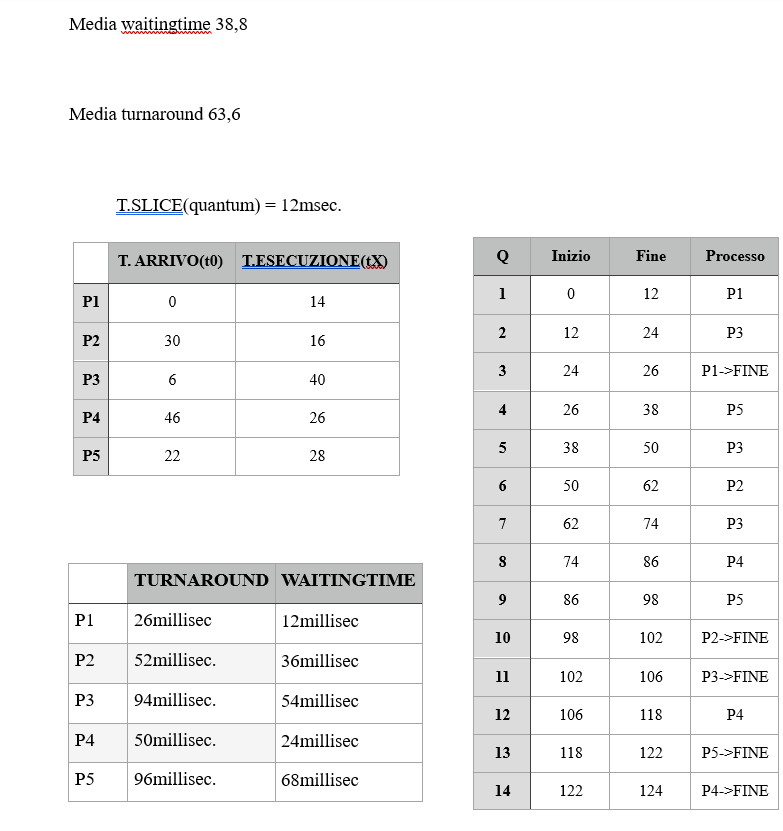 Media waitingtime 38,8
Media turnaround 63,6
T.SLICE(quantum) = 12msec.
T. ARRIVO(t0) T.ESECUZIONE(tX)
P1 0 14
P2 30 16
P3 6 40
P4 46 26
P5 22 28
TURNAROUND WAITINGTIME
P1 26millisec 12millisec
P2 52millisec. 36millisec
P3 94millisec. 54millisec
P4 50millisec. 24millisec
P5 96millisec. 68millisec
Q Inizio Fine Processo
1 0 12 P1
2 12 24 P3
3 24 26 P1->FINE
4 26 38 P5
5 38 50 P3
6 50 62 P2
7 62 74 P3
8 74 86 P4
9 86 98 P5
10 98 102 P2->FINE
11 102 106 P3->FINE
12 106 118 P4
13 118 122 P5->FINE
14 122 124 P4->FINE